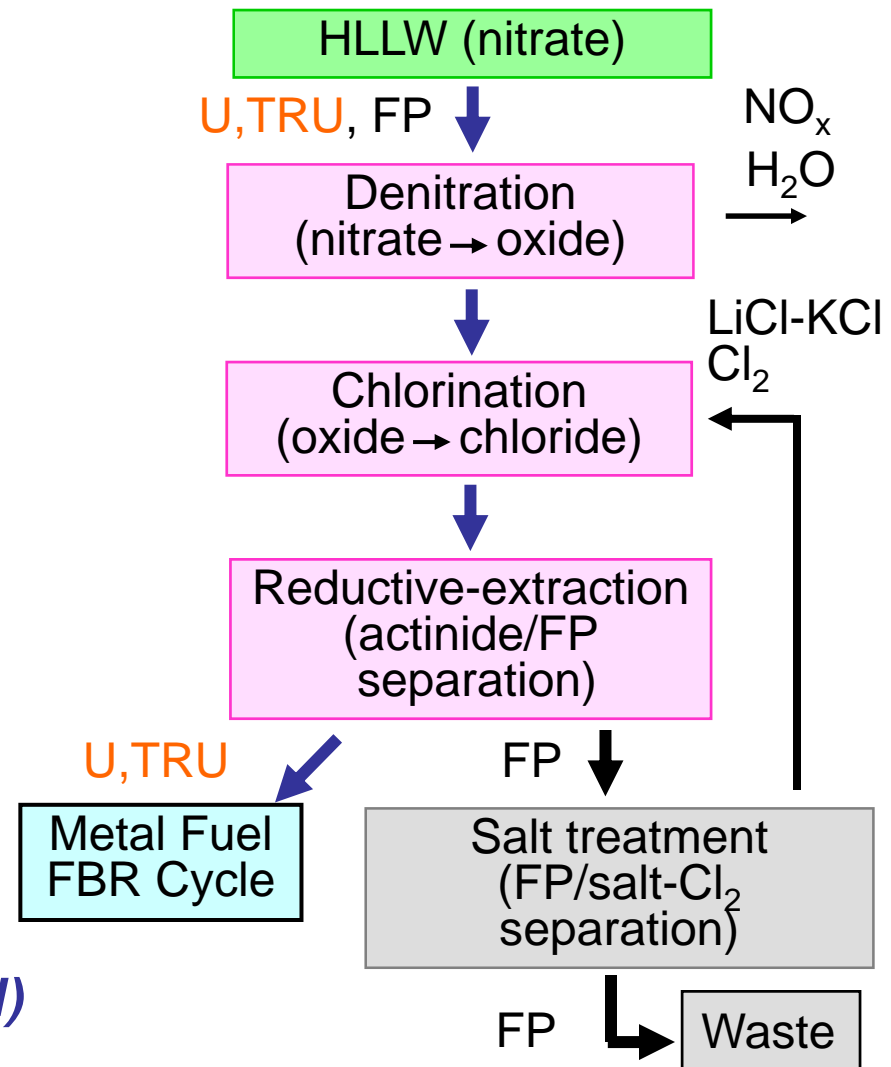 HLLW (nitrate)
U,TRU, FP
NOx
H2O
Denitration
(nitrate → oxide)
LiCl-KCl
Cl2
Chlorination
(oxide → chloride)
Reductive-extraction
(actinide/FP
separation)
U,TRU
FP
Metal Fuel
FBR Cycle
Salt treatment
(FP/salt-Cl2
separation)
FP
Waste